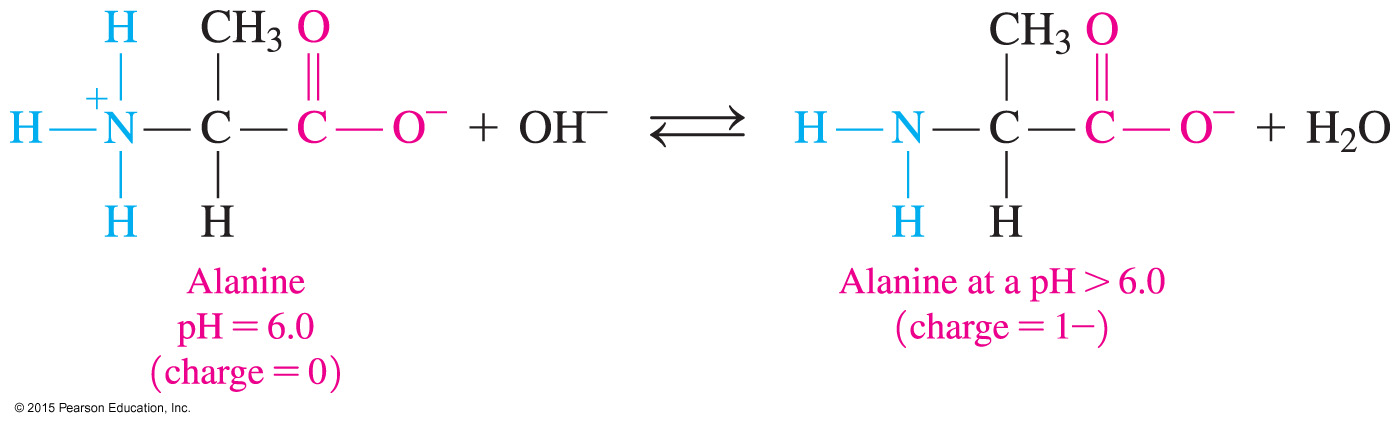 H CH₃ O CH₃ O
H—N⁺—C—C—O⁻ + OH⁻ ⇌ H—N—C—C—O⁻ + H₂O
H H H H
Alanine Alanine at a pH > 6.0
pH = 6.0 (charge = 1−)
(charge = 0)
© 2015 Pearson Education, Inc.